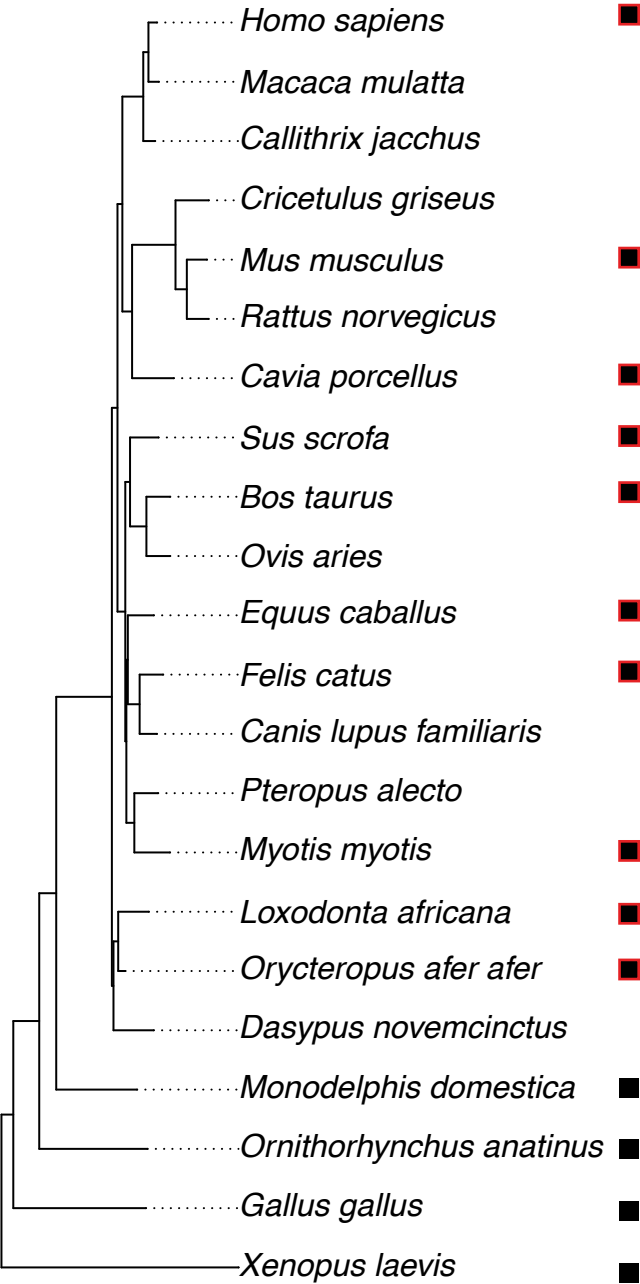 Homo sapiens
Macaca mulatta
Callithrix jacchus
Cricetulus griseus
Mus musculus
Rattus norvegicus
Cavia porcellus
Sus scrofa
Bos taurus
Ovis aries
Equus caballus
Felis catus
Canis lupus familiaris
Pteropus alecto
Myotis myotis
Loxodonta africana
Orycteropus afer afer
Dasypus novemcinctus
Monodelphis domestica
Ornithorhynchus anatinus
Gallus gallus
Xenopus laevis